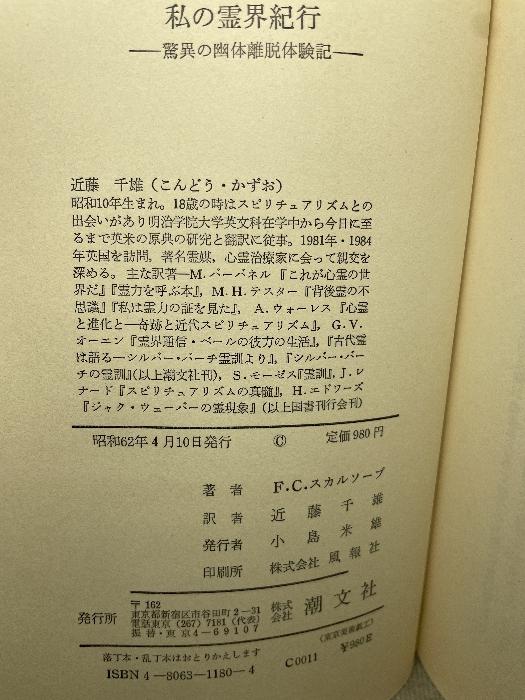 私の霊界紀行
―驚異の幽体離脱体験記―
近藤 千雄（こんどう・かずお）
昭和10年生まれ。18歳の時はスピリチュアリズムとの
出会いがあり明治学院大学英文科在学中から今日に至
るまで英米の原典の研究と翻訳に従事。1981年・1984
年英国を訪問，著名霊媒，心霊治療家に会って親交を
深める。主な訳著―M.バーバネル『これが心霊の世
界だ』『霊力を呼ぶ本』，M.H.テスター『背後霊の不
思議』『私は霊力の証を見た』，A.ウォーレス『心霊
と進化と―奇跡と近代スピリチュアリズム』，G.V.
オーエン『霊界通信・ベールの彼方の生活』，『古代霊
は語る―シルバー・バーチ霊訓より』，『シルバー・バー
チの霊訓』（以上潮文社刊），S.モーゼス『霊訓』，J.レ
ナード『スピリチュアリズムの真髄』，H.エドワーズ
『ジャック・ウェーバーの霊現象』（以上国書刊行会刊）
昭和62年4月10日発行 © 定価980円
著者 F.C.スカルソープ
訳者 近藤千雄
発行者 小島米雄
印刷所 株式会社 風報社
発行所 〒162
東京都新宿区市谷田町2－31
電話東京（267）7181（代表）
振替・東京4－69107
株式会社 潮文社
落丁本・乱丁本はおとりかえします
（東京美術紙工）
ISBN 4－8063－1180－4 C0011 ¥980E